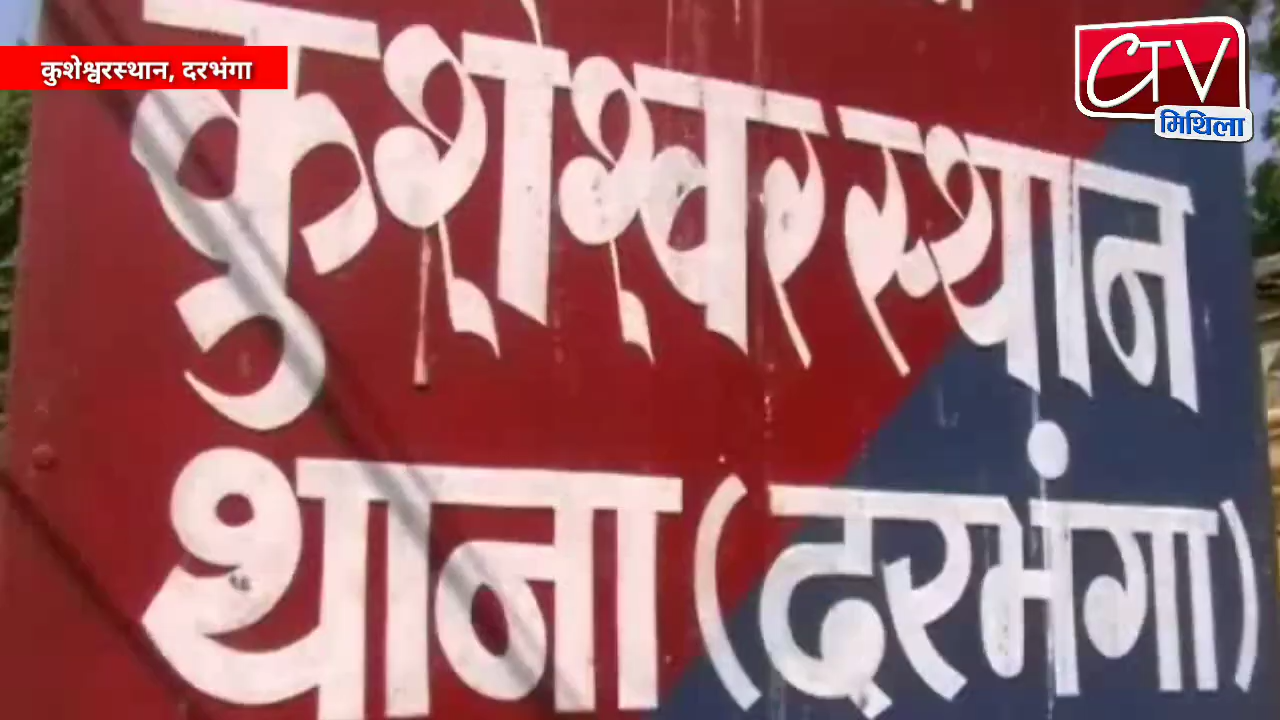 कुशेश्वरस्थान, दरभंगा
CTV
मिथिला
कुशेश्वरस्थान
थाना (दरभंगा)